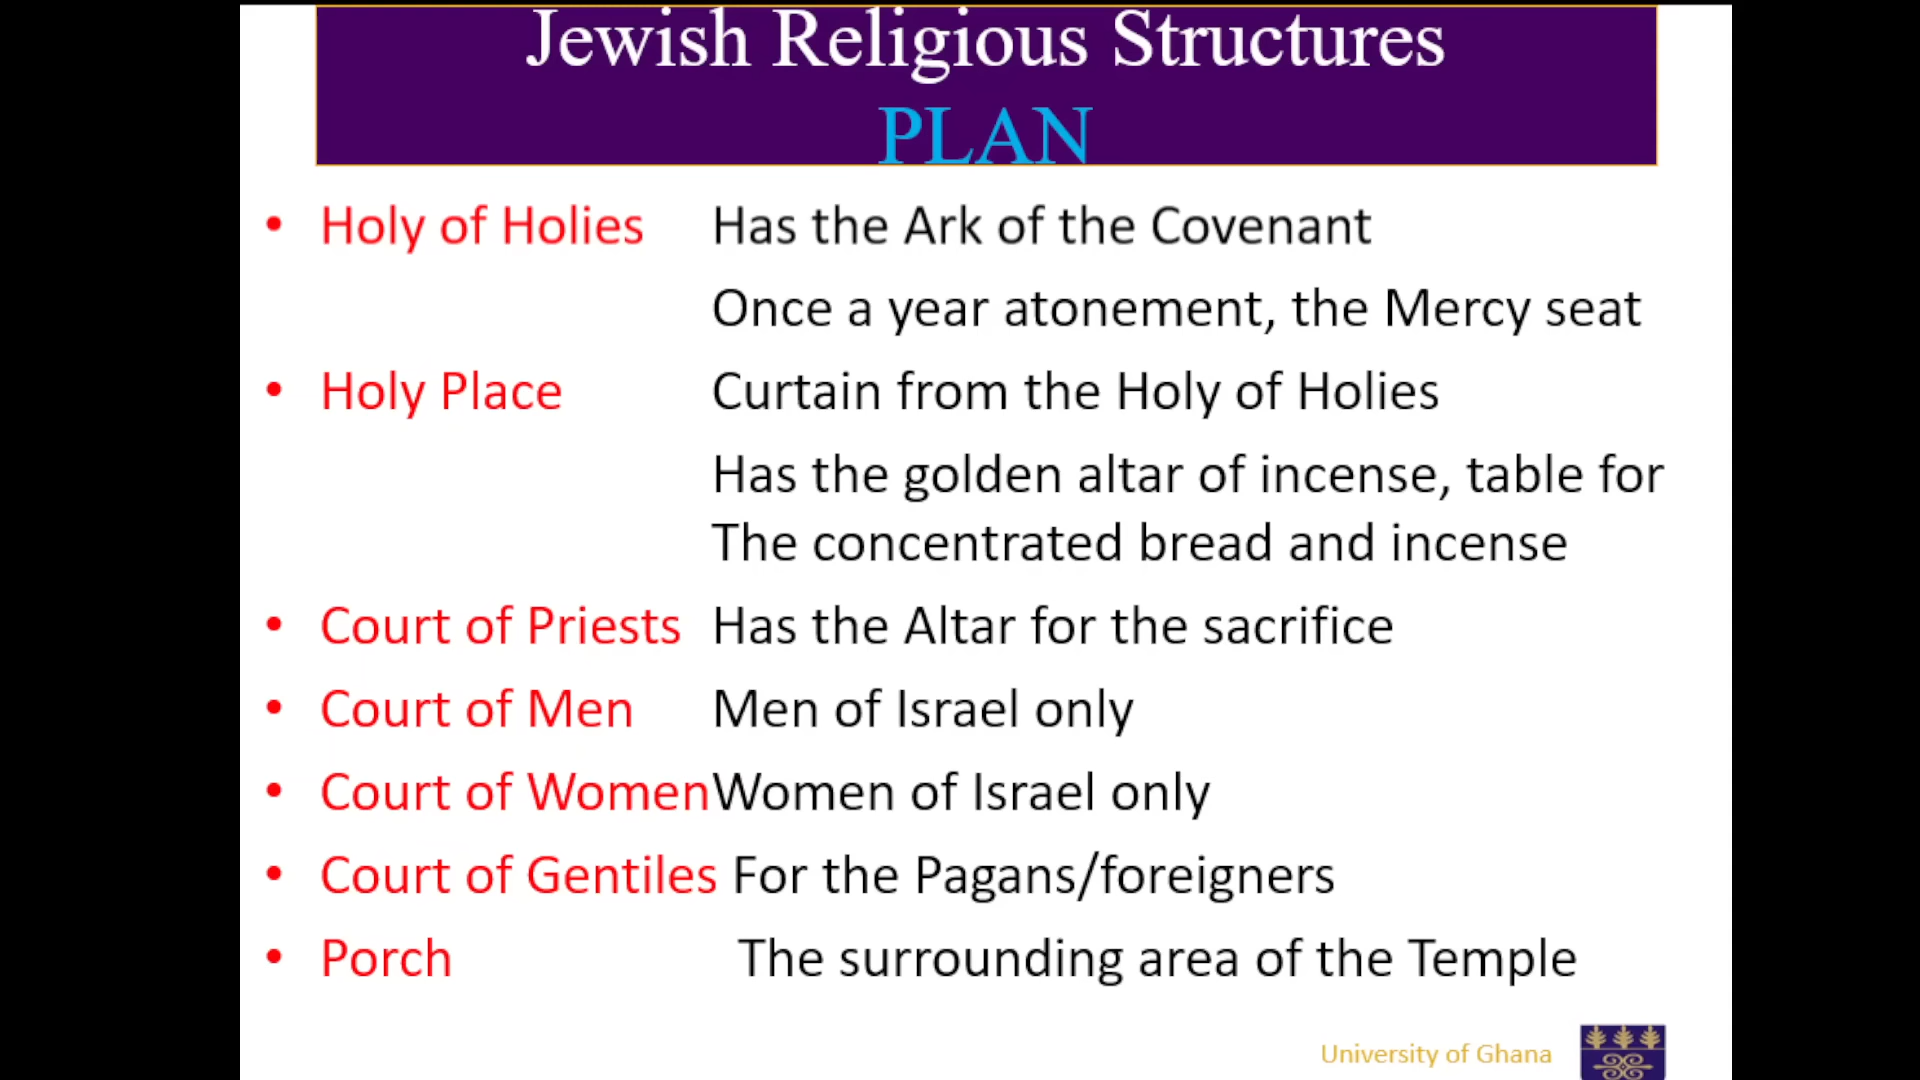 Jewish Religious Structures
PLAN
• Holy of Holies Has the Ark of the Covenant
Once a year atonement, the Mercy seat
• Holy Place Curtain from the Holy of Holies
Has the golden altar of incense, table for
The concentrated bread and incense
• Court of Priests Has the Altar for the sacrifice
• Court of Men Men of Israel only
• Court of Women Women of Israel only
• Court of Gentiles For the Pagans/foreigners
• Porch The surrounding area of the Temple
University of Ghana